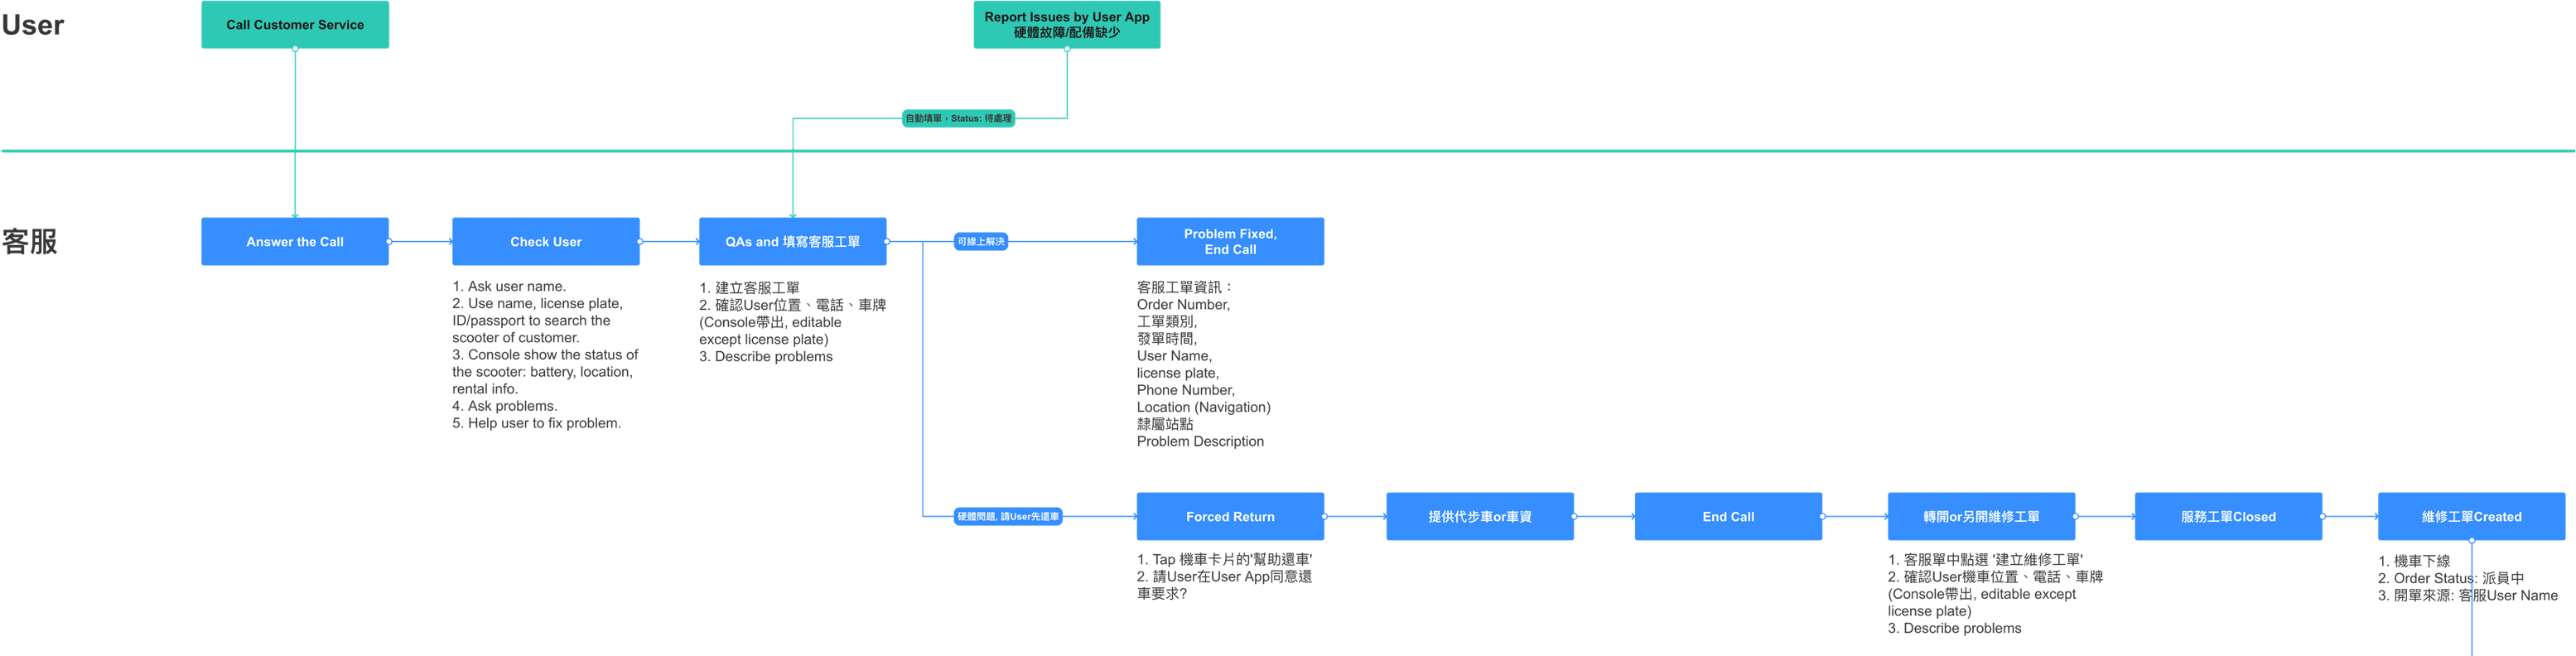 User
Call Customer Service
Report Issues by User App
硬體故障/配備缺少
自動填單，Status: 待處理
客服
Answer the Call
Check User
1. Ask user name.
2. Use name, license plate,
ID/passport to search the
scooter of customer.
3. Console show the status of
the scooter: battery, location,
rental info.
4. Ask problems.
5. Help user to fix problem.
QAs and 填寫客服工單
1. 建立客服工單
2. 確認User位置、電話、車牌
(Console帶出, editable
except license plate)
3. Describe problems
可線上解決
Problem Fixed,
End Call
客服工單資訊：
Order Number,
工單類別,
發單時間,
User Name,
license plate,
Phone Number,
Location (Navigation)
隸屬站點
Problem Description
硬體問題, 請User先還車
Forced Return
1. Tap 機車卡片的'幫助還車'
2. 請User在User App同意還
車要求?
提供代步車or車資
End Call
轉開or另開維修工單
1. 客服單中點選 '建立維修工單'
2. 確認User機車位置、電話、車牌
(Console帶出, editable except
license plate)
3. Describe problems
服務工單Closed
維修工單Created
1. 機車下線
2. Order Status: 派員中
3. 開單來源: 客服User Name